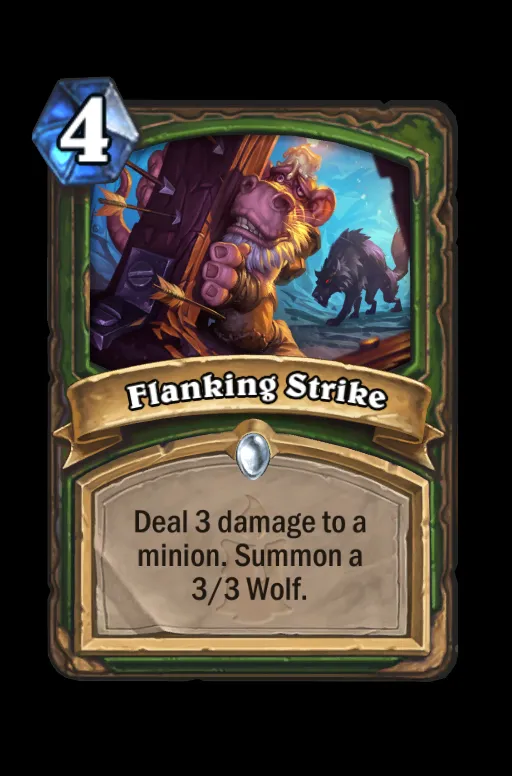 4
Flanking Strike
Deal 3 damage to a
minion. Summon a
3/3 Wolf.